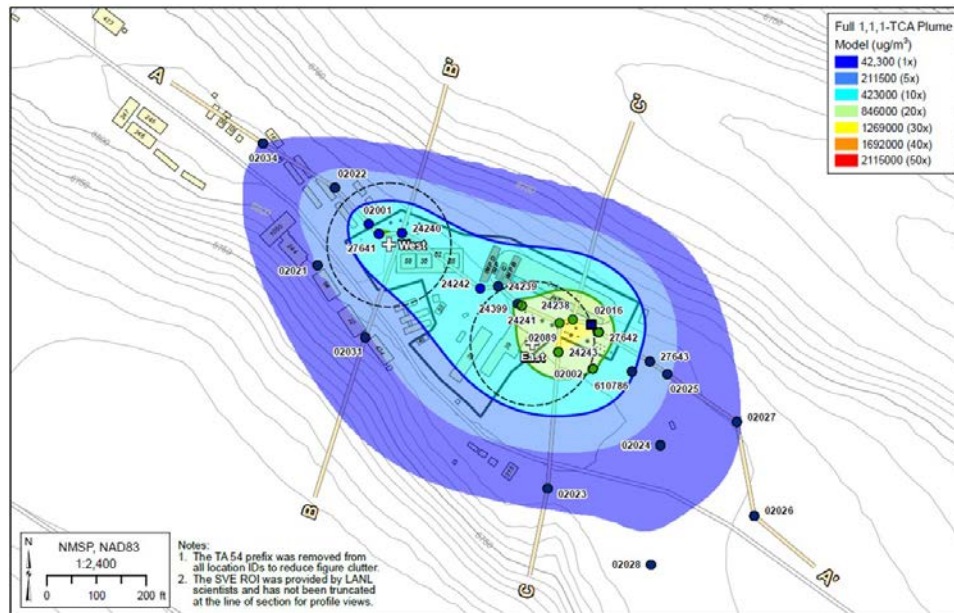 Full 1,1,1-TCA Plume
Model (ug/m³)
42,300 (1x)
211500 (5x)
423000 (10x)
846000 (20x)
1269000 (30x)
1692000 (40x)
2115000 (50x)
A
B'
C'
02034
02022
02001
24240
27641
West
02021
24242
24239
24399
24238
02016
24241
02089
27642
East
24243
02031
02002
27643
610786
02025
02027
02024
02023
02026
02028
B
C
A'
N
NMSP, NAD83
1:2,400
0 100 200 ft
Notes:
1. The TA 54 prefix was removed from
all location IDs to reduce figure clutter.
2. The SVE ROI was provided by LANL
scientists and has not been truncated
at the line of section for profile views.